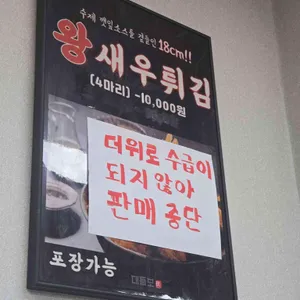 수제 깻잎소스를 곁들인 18cm!!
왕새우튀김
(4마리) -10,000원
더위로 수급이
되지 않아
판매 중단
포장가능